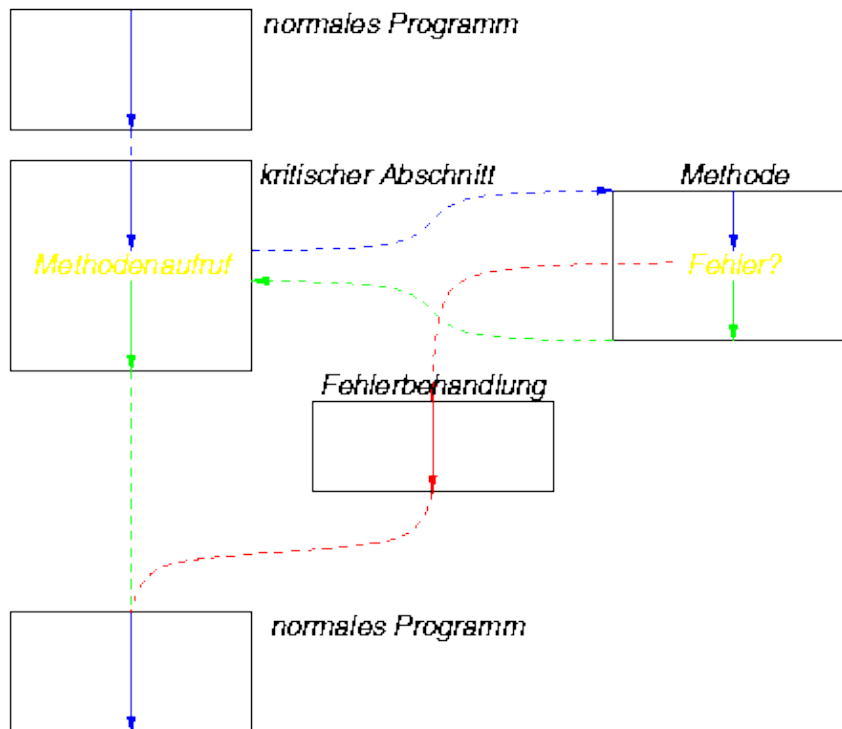 normales Programm
kritischer Abschnitt
Methode
Methodenaufruf
Fehler?
Fehlerbehandlung
normales Programm